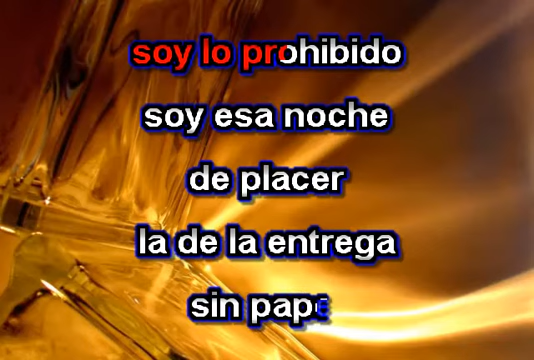 soy lo prohibido
soy esa noche
de placer
la de la entrega
sin pap